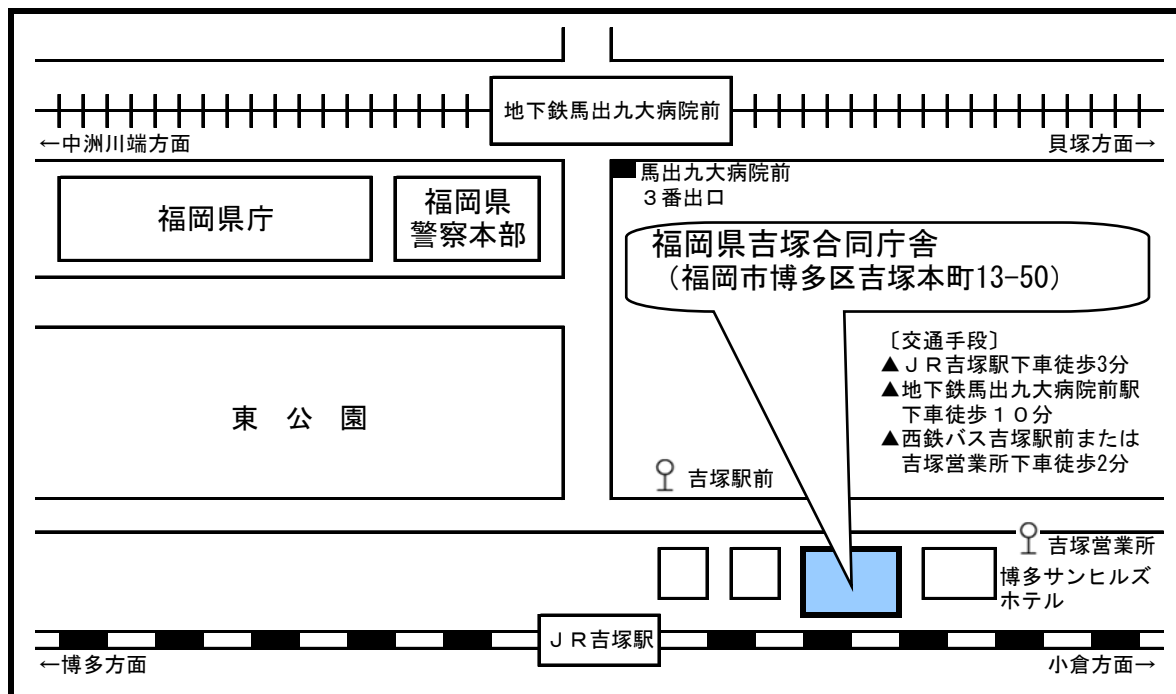 地下鉄馬出九大病院前
←中洲川端方面
貝塚方面→
馬出九大病院前
３番出口
福岡県庁
福岡県
警察本部
福岡県吉塚合同庁舎
（福岡市博多区吉塚本町13-50）
〔交通手段〕
▲ＪＲ吉塚駅下車徒歩3分
▲地下鉄馬出九大病院前駅
下車徒歩１０分
▲西鉄バス吉塚駅前または
吉塚営業所下車徒歩2分
東 公 園
吉塚駅前
吉塚営業所
博多サンヒルズ
ホテル
ＪＲ吉塚駅
←博多方面
小倉方面→